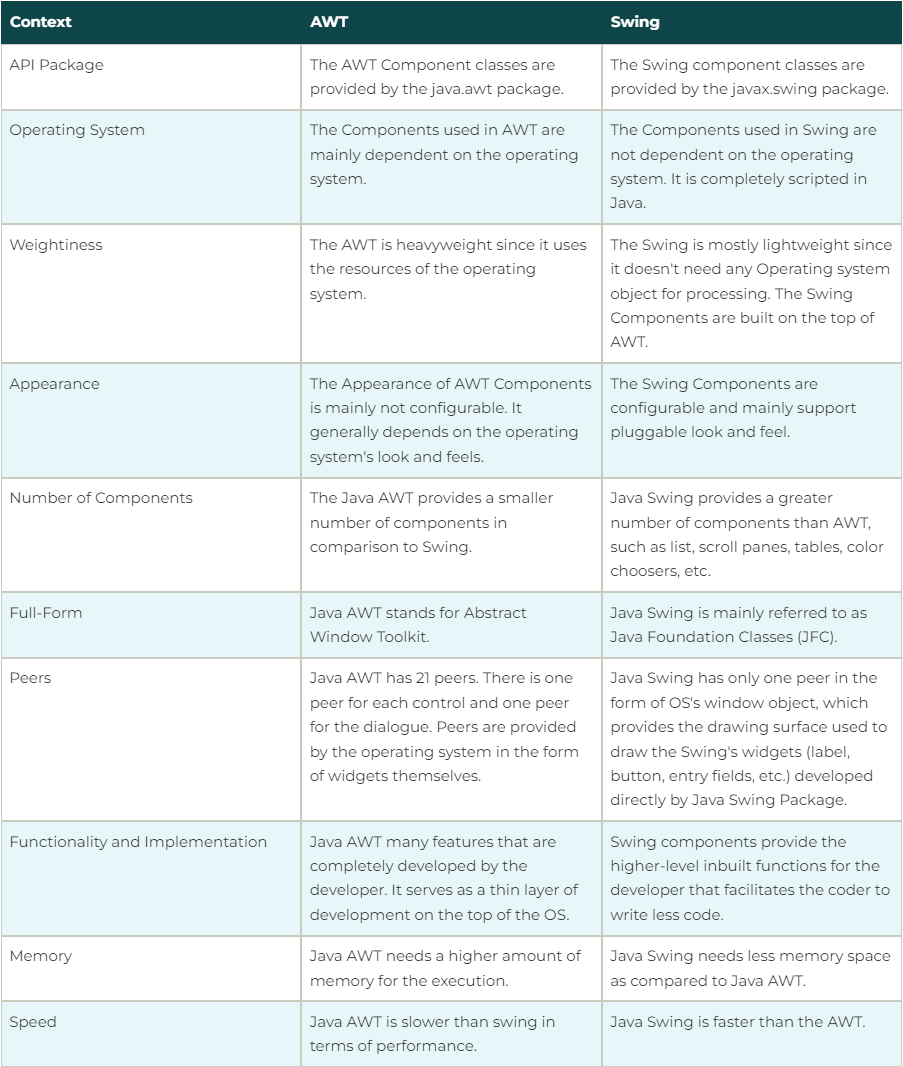 Context AWT Swing
API Package
The AWT Component classes are
provided by the java.awt package.
The Swing component classes are
provided by the javax.swing package.
Operating System
The Components used in AWT are
mainly dependent on the operating
system.
The Components used in Swing are
not dependent on the operating
system. It is completely scripted in
Java.
Weightiness
The AWT is heavyweight since it uses
the resources of the operating
system.
The Swing is mostly lightweight since
it doesn't need any Operating system
object for processing. The Swing
Components are built on the top of
AWT.
Appearance
The Appearance of AWT Components
is mainly not configurable. It
generally depends on the operating
system's look and feels.
The Swing Components are
configurable and mainly support
pluggable look and feel.
Number of Components
The Java AWT provides a smaller
number of components in
comparison to Swing.
Java Swing provides a greater
number of components than AWT,
such as list, scroll panes, tables, color
choosers, etc.
Full-Form
Java AWT stands for Abstract
Window Toolkit.
Java Swing is mainly referred to as
Java Foundation Classes (JFC).
Peers
Java AWT has 21 peers. There is one
peer for each control and one peer
for the dialogue. Peers are provided
by the operating system in the form
of widgets themselves.
Java Swing has only one peer in the
form of OS's window object, which
provides the drawing surface used to
draw the Swing's widgets (label,
button, entry fields, etc.) developed
directly by Java Swing Package.
Functionality and Implementation
Java AWT many features that are
completely developed by the
developer. It serves as a thin layer of
development on the top of the OS.
Swing components provide the
higher-level inbuilt functions for the
developer that facilitates the coder to
write less code.
Memory
Java AWT needs a higher amount of
memory for the execution.
Java Swing needs less memory space
as compared to Java AWT.
Speed
Java AWT is slower than swing in
terms of performance.
Java Swing is faster than the AWT.